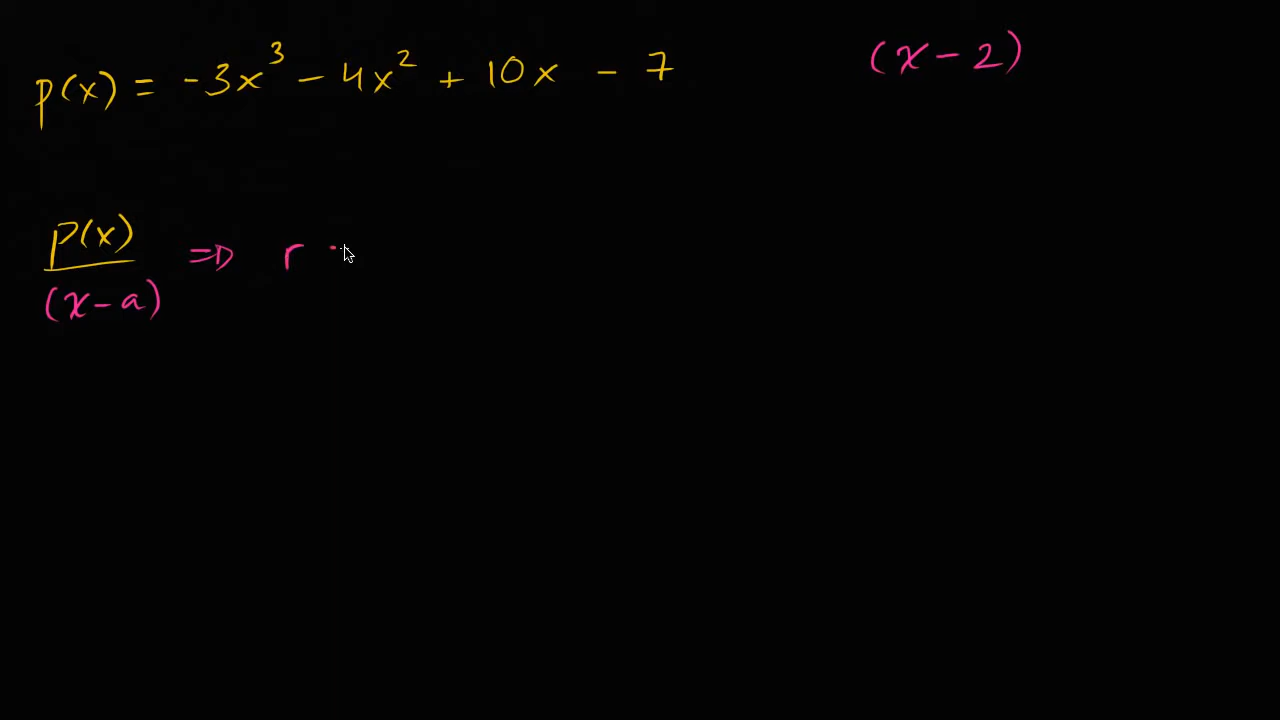 p(x) = -3x³ - 4x² + 10x - 7 (x - 2)
p(x)
(x - a) ⇒ r